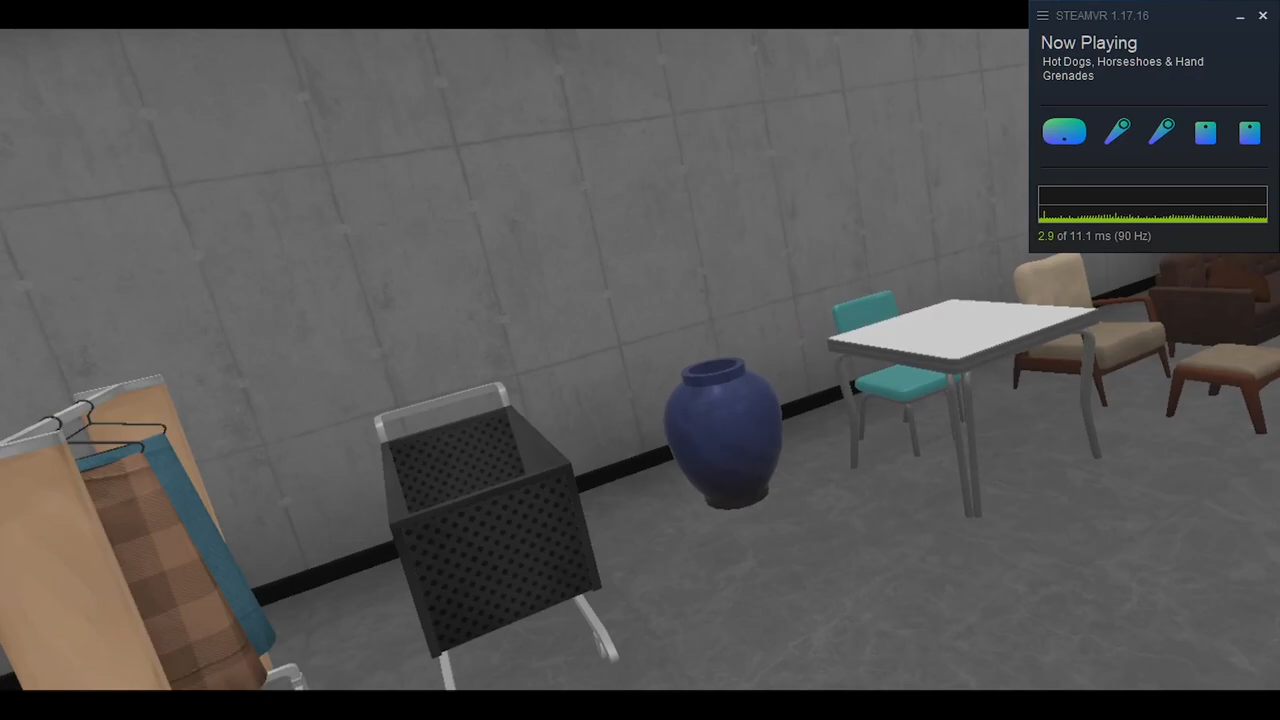 STEAMVR 1.17.16
Now Playing
Hot Dogs, Horseshoes & Hand
Grenades
2.9 of 11.1 ms (90 Hz)